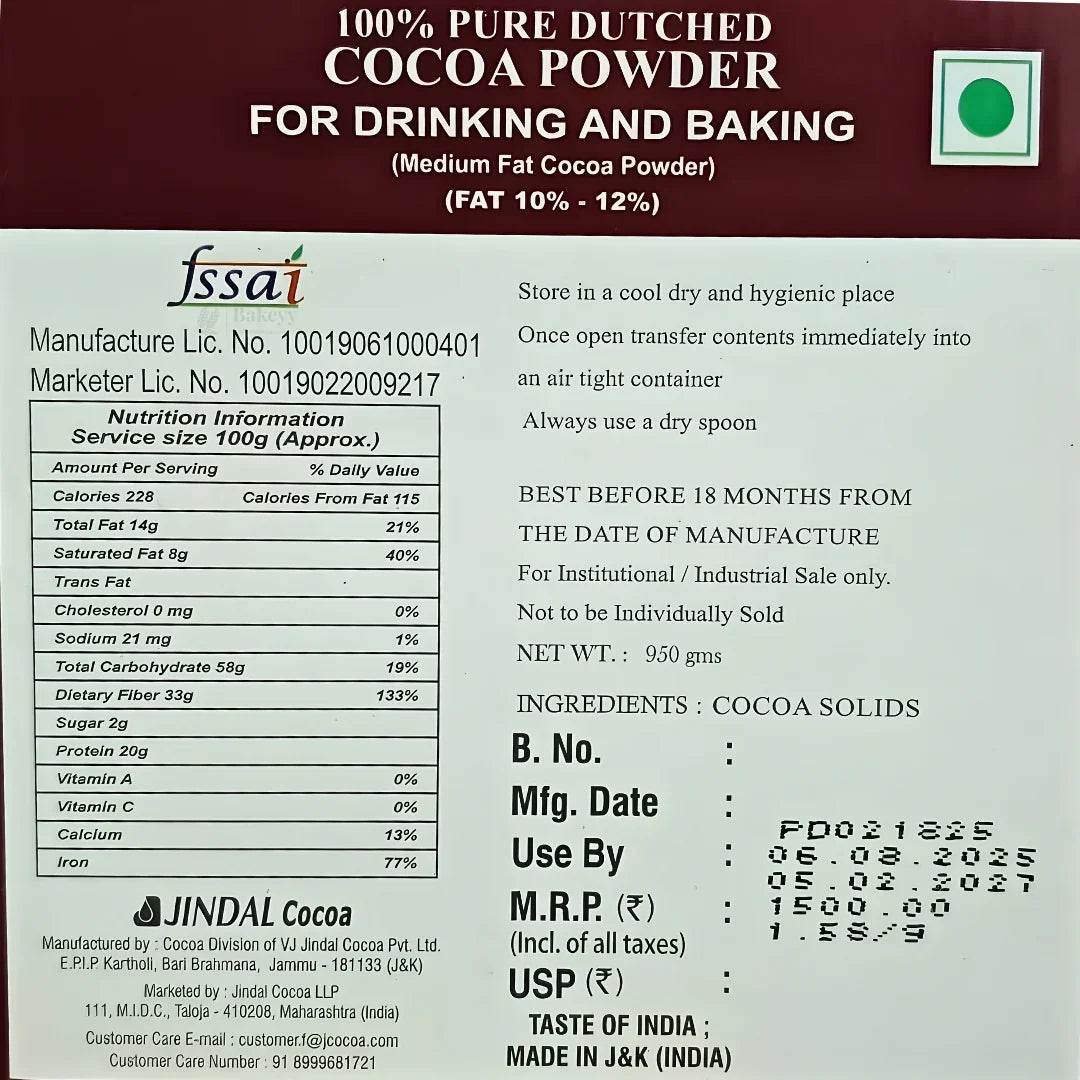 100% PURE DUTCHED
COCOA POWDER
FOR DRINKING AND BAKING
(Medium Fat Cocoa Powder)
(FAT 10% - 12%)
fssai
Bakeyy
Manufacture Lic. No. 10019061000401
Marketer Lic. No. 10019022009217
Nutrition Information
Service size 100g (Approx.)
Amount Per Serving % Daily Value
Calories 228 Calories From Fat 115
Total Fat 14g 21%
Saturated Fat 8g 40%
Trans Fat
Cholesterol 0 mg 0%
Sodium 21 mg 1%
Total Carbohydrate 58g 19%
Dietary Fiber 33g 133%
Sugar 2g
Protein 20g
Vitamin A 0%
Vitamin C 0%
Calcium 13%
Iron 77%
JINDAL Cocoa
Manufactured by : Cocoa Division of VJ Jindal Cocoa Pvt. Ltd.
E.P.I.P. Kartholi, Bari Brahmana, Jammu - 181133 (J&K)
Marketed by : Jindal Cocoa LLP
111, M.I.D.C., Taloja - 410208, Maharashtra (India)
Customer Care E-mail : customer.f@jcocoa.com
Customer Care Number : 91 8999681721
Store in a cool dry and hygienic place
Once open transfer contents immediately into
an air tight container
Always use a dry spoon
BEST BEFORE 18 MONTHS FROM
THE DATE OF MANUFACTURE
For Institutional / Industrial Sale only.
Not to be Individually Sold
NET WT. : 950 gms
INGREDIENTS : COCOA SOLIDS
B. No. :
Mfg. Date :
Use By :
M.R.P. (₹) :
(Incl. of all taxes)
USP (₹) :
PD021825
06.08.2025
05.02.2027
1500.00
1.58/g
TASTE OF INDIA ;
MADE IN J&K (INDIA)